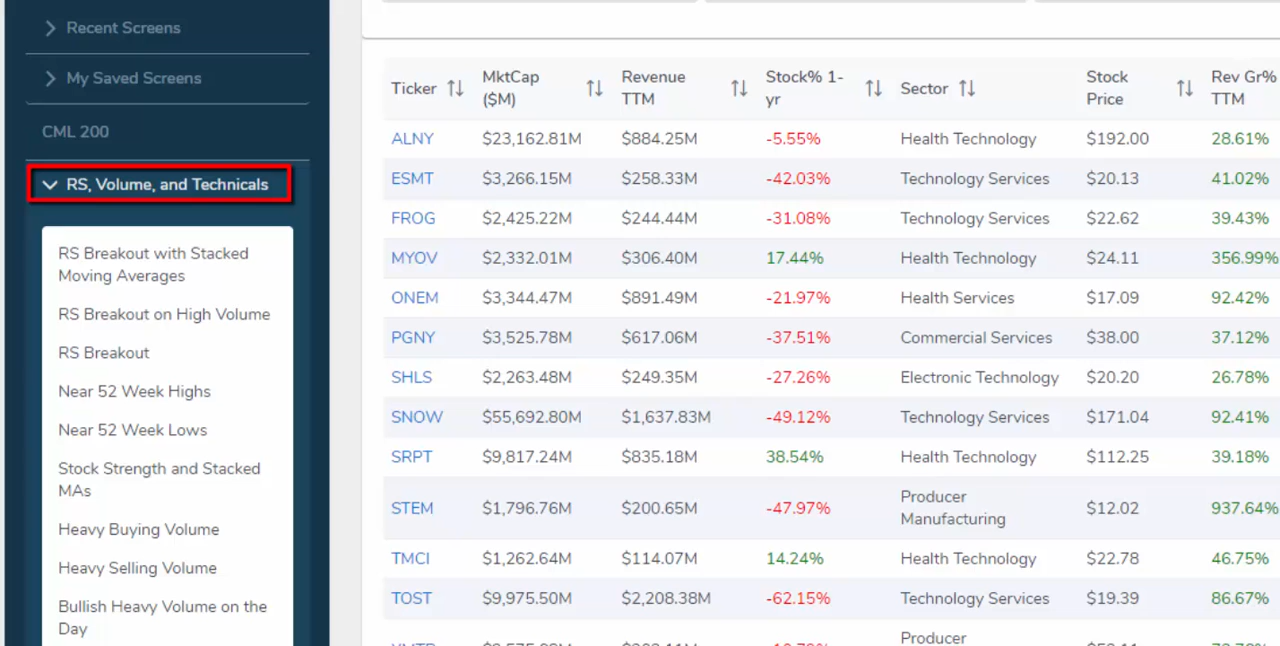 Recent Screens
My Saved Screens
CML 200
RS, Volume, and Technicals
RS Breakout with Stacked
Moving Averages
RS Breakout on High Volume
RS Breakout
Near 52 Week Highs
Near 52 Week Lows
Stock Strength and Stacked
MAs
Heavy Buying Volume
Heavy Selling Volume
Bullish Heavy Volume on the
Day
Ticker MktCap ($M) Revenue TTM Stock% 1-yr Sector Stock Price Rev Gr% TTM
ALNY $23,162.81M $884.25M -5.55% Health Technology $192.00 28.61%
ESMT $3,266.15M $258.33M -42.03% Technology Services $20.13 41.02%
FROG $2,425.22M $244.44M -31.08% Technology Services $22.62 39.43%
MYOV $2,332.01M $306.40M 17.44% Health Technology $24.11 356.99%
ONEM $3,344.47M $891.49M -21.97% Health Services $17.09 92.42%
PGNY $3,525.78M $617.06M -37.51% Commercial Services $38.00 37.12%
SHLS $2,263.48M $249.35M -27.26% Electronic Technology $20.20 26.78%
SNOW $55,692.80M $1,637.83M -49.12% Technology Services $171.04 92.41%
SRPT $9,817.24M $835.18M 38.54% Health Technology $112.25 39.18%
STEM $1,796.76M $200.65M -47.97% Producer Manufacturing $12.02 937.64%
TMCI $1,262.64M $114.07M 14.24% Health Technology $22.78 46.75%
TOST $9,975.50M $2,208.38M -62.15% Technology Services $19.39 86.67%
Producer